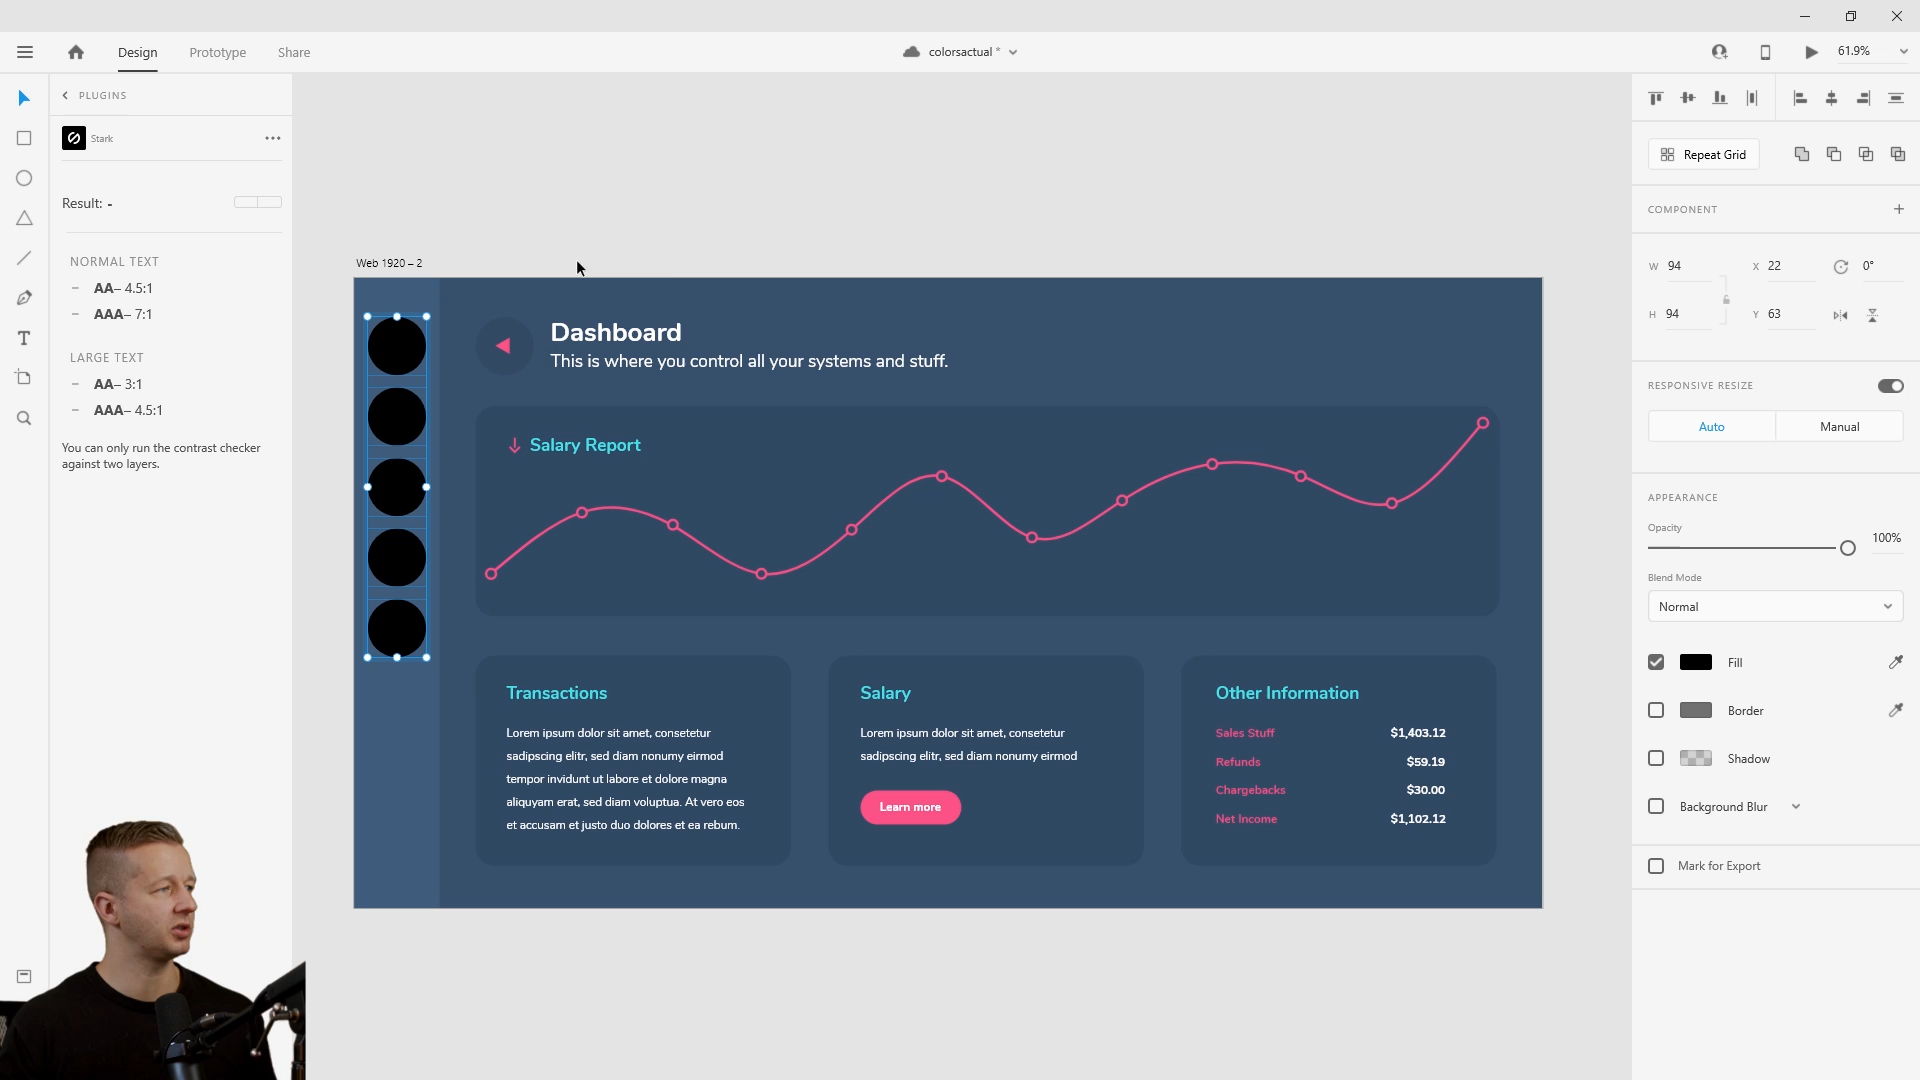 Design
Prototype
Share
colorsactual *
61.9%
PLUGINS
Stark
Result: -
NORMAL TEXT
– AA– 4.5:1
– AAA– 7:1
LARGE TEXT
– AA– 3:1
– AAA– 4.5:1
You can only run the contrast checker
against two layers.
Web 1920 – 2
Dashboard
This is where you control all your systems and stuff.
Salary Report
Transactions
Lorem ipsum dolor sit amet, consetetur
sadipscing elitr, sed diam nonumy eirmod
tempor invidunt ut labore et dolore magna
aliquyam erat, sed diam voluptua. At vero eos
et accusam et justo duo dolores et ea rebum.
Salary
Lorem ipsum dolor sit amet, consetetur
sadipscing elitr, sed diam nonumy eirmod
Learn more
Other Information
Sales Stuff $1,403.12
Refunds $59.19
Chargebacks $30.00
Net Income $1,102.12
Repeat Grid
COMPONENT
W 94 X 22 0°
H 94 Y 63
RESPONSIVE RESIZE
Auto
Manual
APPEARANCE
Opacity
100%
Blend Mode
Normal
Fill
Border
Shadow
Background Blur
Mark for Export